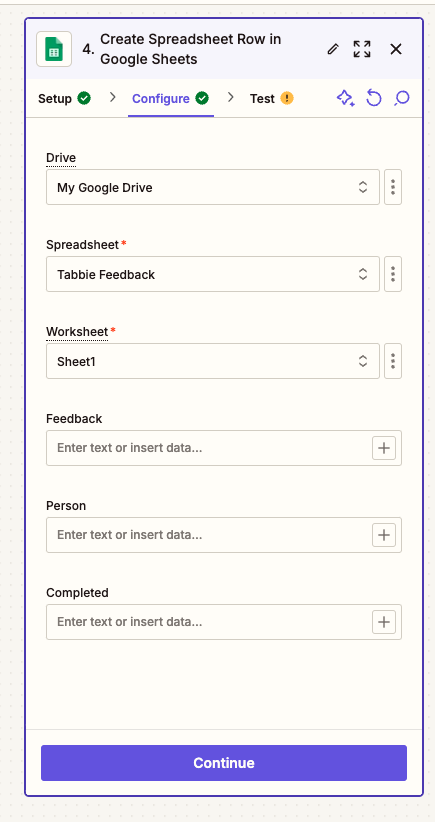 4. Create Spreadsheet Row in
Google Sheets
Setup
Configure
Test
Drive
My Google Drive
Spreadsheet*
Tabbie Feedback
Worksheet*
Sheet1
Feedback
Enter text or insert data...
Person
Enter text or insert data...
Completed
Enter text or insert data...
Continue